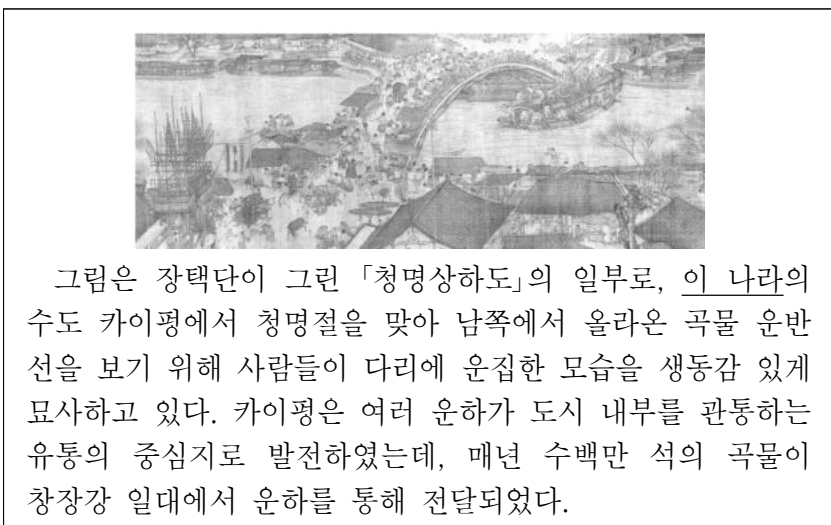 그림은 장택단이 그린 「청명상하도」의 일부로, 이 나라의
수도 카이펑에서 청명절을 맞아 남쪽에서 올라온 곡물 운반
선을 보기 위해 사람들이 다리에 운집한 모습을 생동감 있게
묘사하고 있다. 카이펑은 여러 운하가 도시 내부를 관통하는
유통의 중심지로 발전하였는데, 매년 수백만 석의 곡물이
창장강 일대에서 운하를 통해 전달되었다.